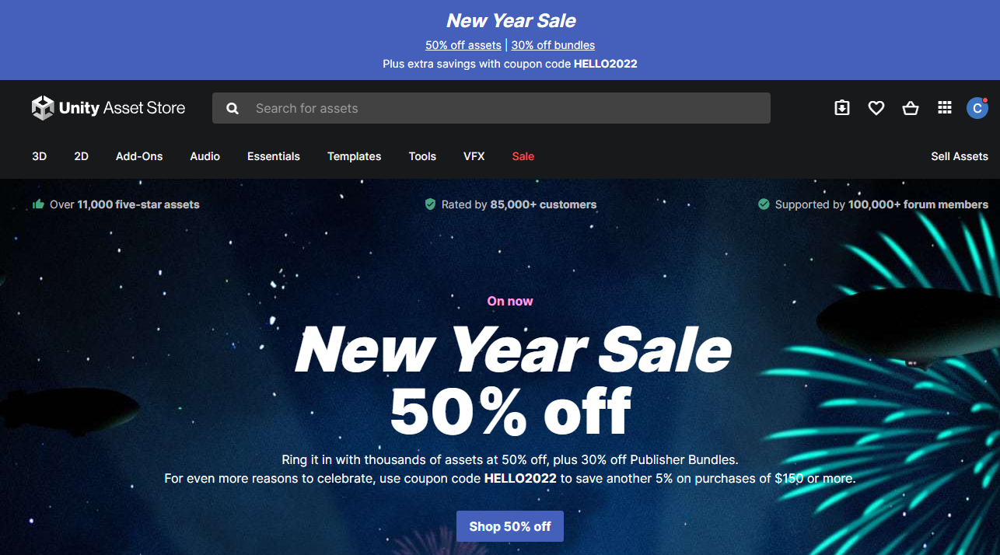 New Year Sale
50% off assets | 30% off bundles
Plus extra savings with coupon code HELLO2022
Unity Asset Store
Search for assets
C
3D 2D Add-Ons Audio Essentials Templates Tools VFX Sale Sell Assets
Over 11,000 five-star assets
Rated by 85,000+ customers
Supported by 100,000+ forum members
On now
New Year Sale
50% off
Ring it in with thousands of assets at 50% off, plus 30% off Publisher Bundles.
For even more reasons to celebrate, use coupon code HELLO2022 to save another 5% on purchases of $150 or more.
Shop 50% off